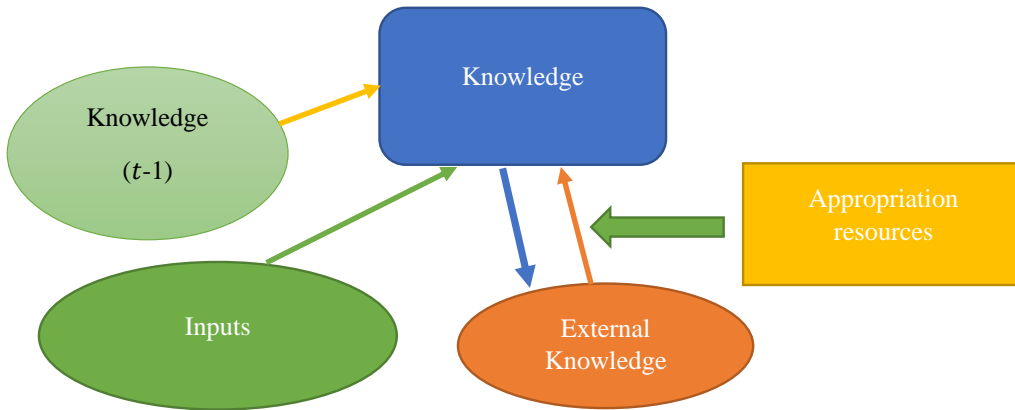 Knowledge
Knowledge
(t-1)
Appropriation
resources
Inputs
External
Knowledge